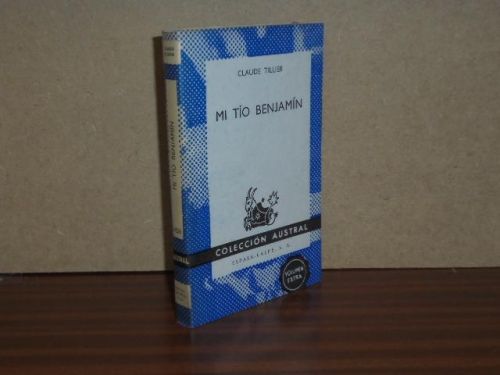 CLAUDE TILLIER
MI TÍO BENJAMÍN
COLECCIÓN AUSTRAL
ESPASA-CALPE, S. A.
VOLUMEN
EXTRA
MI TÍO BENJAMÍN